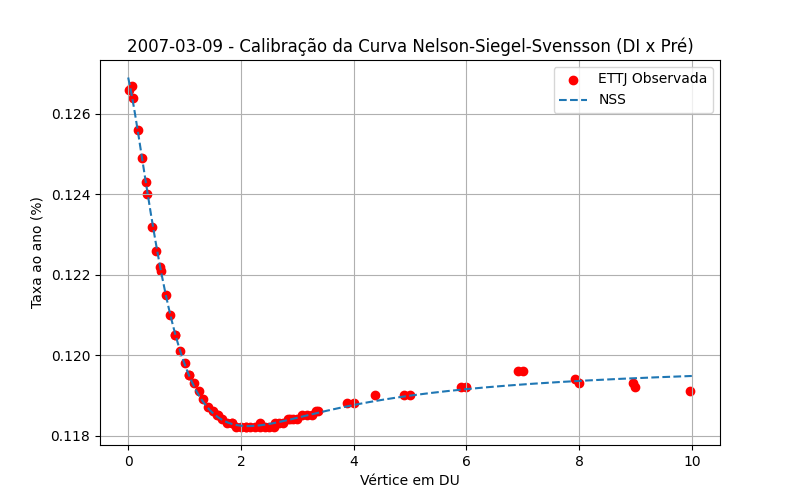 2007-03-09 - Calibração da Curva Nelson-Siegel-Svensson (DI x Pré)
ETTJ Observada
NSS
Taxa ao ano (%)
0.126
0.124
0.122
0.120
0.118
0 2 4 6 8 10
Vértice em DU